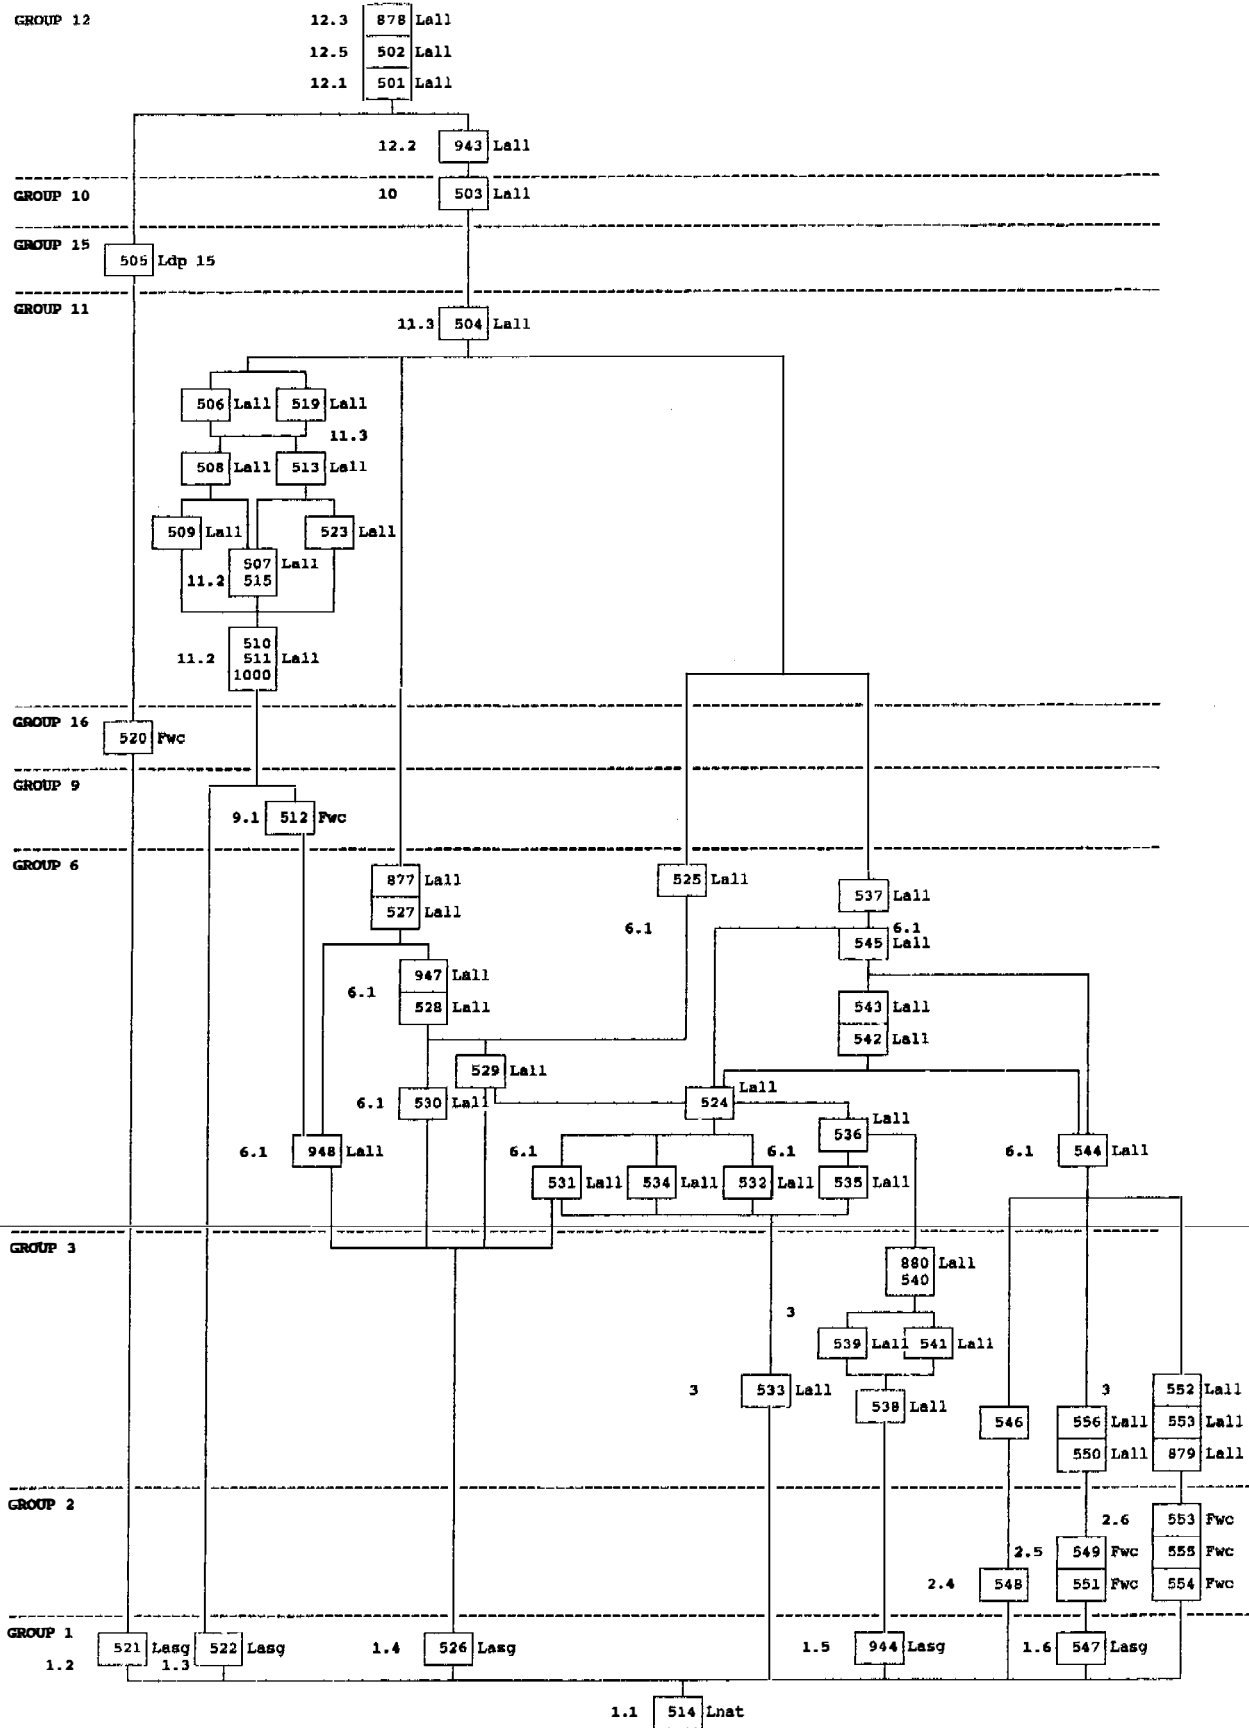 GROUP 12
12.3 878 Lall
12.5 502 Lall
12.1 501 Lall
12.2 943 Lall
GROUP 10
10 503 Lall
GROUP 15
505 Ldp 15
GROUP 11
11.3 504 Lall
506 Lall 519 Lall
11.3
508 Lall 513 Lall
509 Lall 523 Lall
507 Lall
11.2 515
510
11.2 511 Lall
1000
GROUP 16
520 Fwc
GROUP 9
9.1 512 Fwc
GROUP 6
877 Lall 525 Lall
537 Lall
527 Lall
6.1 6.1
545 Lall
947 Lall
6.1
528 Lall 543 Lall
542 Lall
529 Lall
Lall
6.1 530 Lall 524
Lall
536
6.1 948 Lall 6.1 6.1 6.1 544 Lall
531 Lall 534 Lall 532 Lall 535 Lall
GROUP 3
880 Lall
540
3
539 Lall 541 Lall
3 533 Lall 3 552 Lall
538 Lall
546 556 Lall 553 Lall
550 Lall 879 Lall
GROUP 2
2.6 553 Fwc
2.5 549 Fwc 555 Fwc
2.4 548 551 Fwc 554 Fwc
GROUP 1
521 Lasg 522 Lasg 1.4 526 Lasg 1.5 944 Lasg 1.6 547 Lasg
1.2 1.3
1.1 514 Lnat